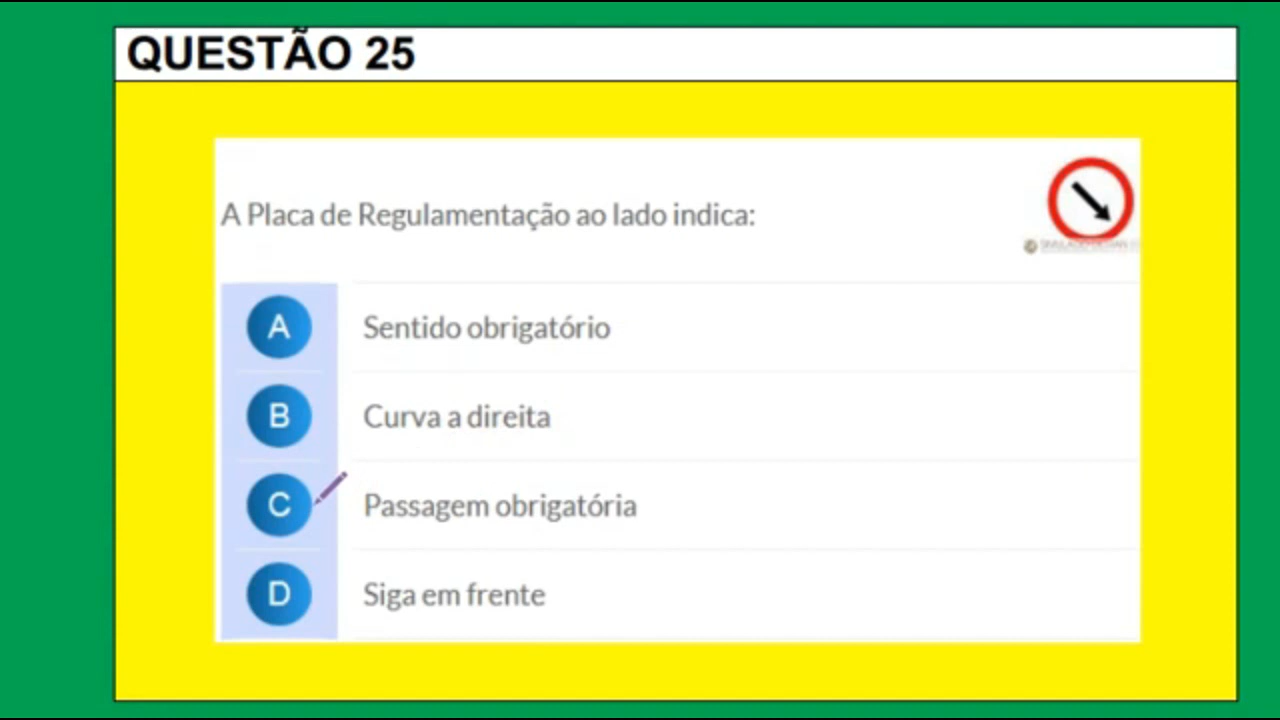 QUESTÃO 25
A Placa de Regulamentação ao lado indica:
A Sentido obrigatório
B Curva a direita
C Passagem obrigatória
D Siga em frente